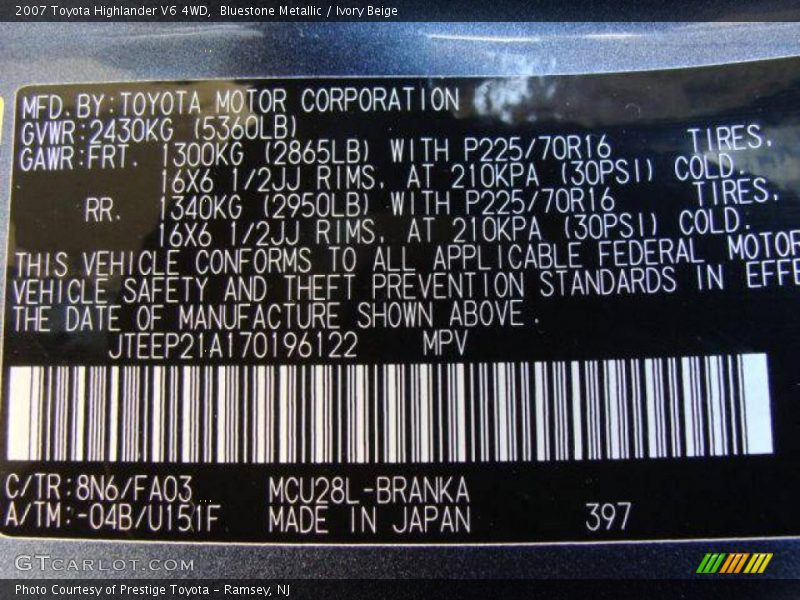 2007 Toyota Highlander V6 4WD, Bluestone Metallic / Ivory Beige
MFD. BY: TOYOTA MOTOR CORPORATION
GVWR: 2430KG (5360LB)
GAWR: FRT. 1300KG (2865LB) WITH P225/70R16 TIRES,
16X6 1/2JJ RIMS, AT 210KPA (30PSI) COLD.
RR. 1340KG (2950LB) WITH P225/70R16 TIRES,
16X6 1/2JJ RIMS, AT 210KPA (30PSI) COLD.
THIS VEHICLE CONFORMS TO ALL APPLICABLE FEDERAL MOTOR
VEHICLE SAFETY AND THEFT PREVENTION STANDARDS IN EFFE
THE DATE OF MANUFACTURE SHOWN ABOVE.
JTEEP21A170196122 MPV
C/TR: 8N6/FA03 MCU28L-BRANKA
A/TM: -04B/U151F MADE IN JAPAN 397
GTCARLOT.COM
Photo Courtesy of Prestige Toyota - Ramsey, NJ